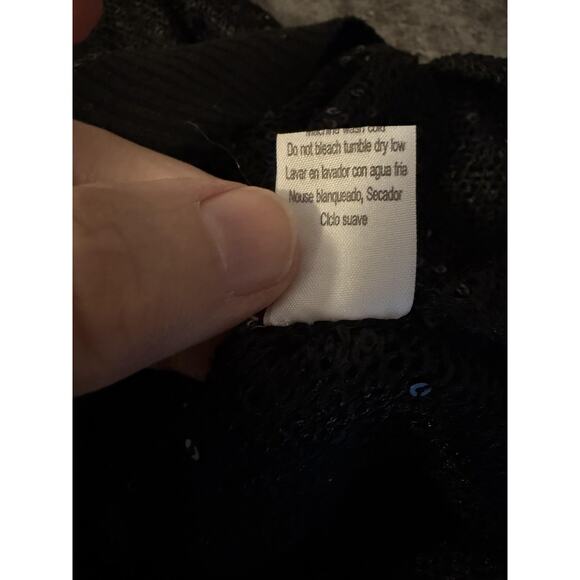 Machine wash cold
Do not bleach tumble dry low
Lavar en lavador con agua fria
Nouse blanqueado, Secador
Ciclo suave